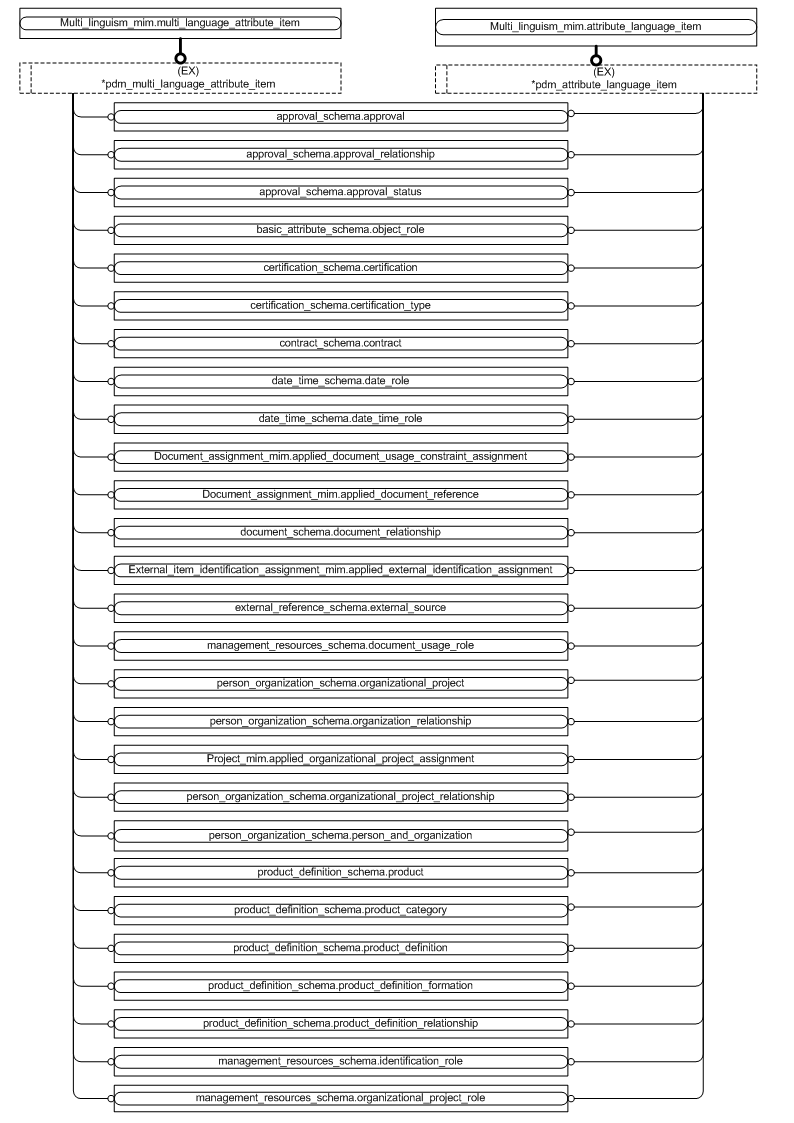 Multi_linguism_mim.multi_language_attribute_item
Multi_linguism_mim.attribute_language_item
(EX)
*pdm_multi_language_attribute_item
(EX)
*pdm_attribute_language_item
approval_schema.approval
approval_schema.approval_relationship
approval_schema.approval_status
basic_attribute_schema.object_role
certification_schema.certification
certification_schema.certification_type
contract_schema.contract
date_time_schema.date_role
date_time_schema.date_time_role
Document_assignment_mim.applied_document_usage_constraint_assignment
Document_assignment_mim.applied_document_reference
document_schema.document_relationship
External_item_identification_assignment_mim.applied_external_identification_assignment
external_reference_schema.external_source
management_resources_schema.document_usage_role
person_organization_schema.organizational_project
person_organization_schema.organization_relationship
Project_mim.applied_organizational_project_assignment
person_organization_schema.organizational_project_relationship
person_organization_schema.person_and_organization
product_definition_schema.product
product_definition_schema.product_category
product_definition_schema.product_definition
product_definition_schema.product_definition_formation
product_definition_schema.product_definition_relationship
management_resources_schema.identification_role
management_resources_schema.organizational_project_role